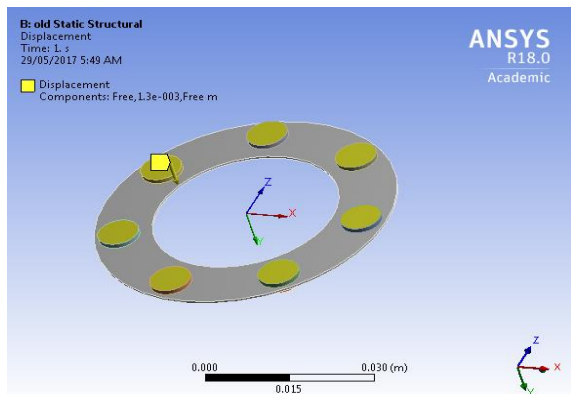 B: old Static Structural
Displacement
Time: 1. s
29/05/2017 5:49 AM
Displacement
Components: Free,1.3e-003,Free m
ANSYS
R18.0
Academic
Z
X
Y
0.000
0.030 (m)
0.015
Z
X
Y